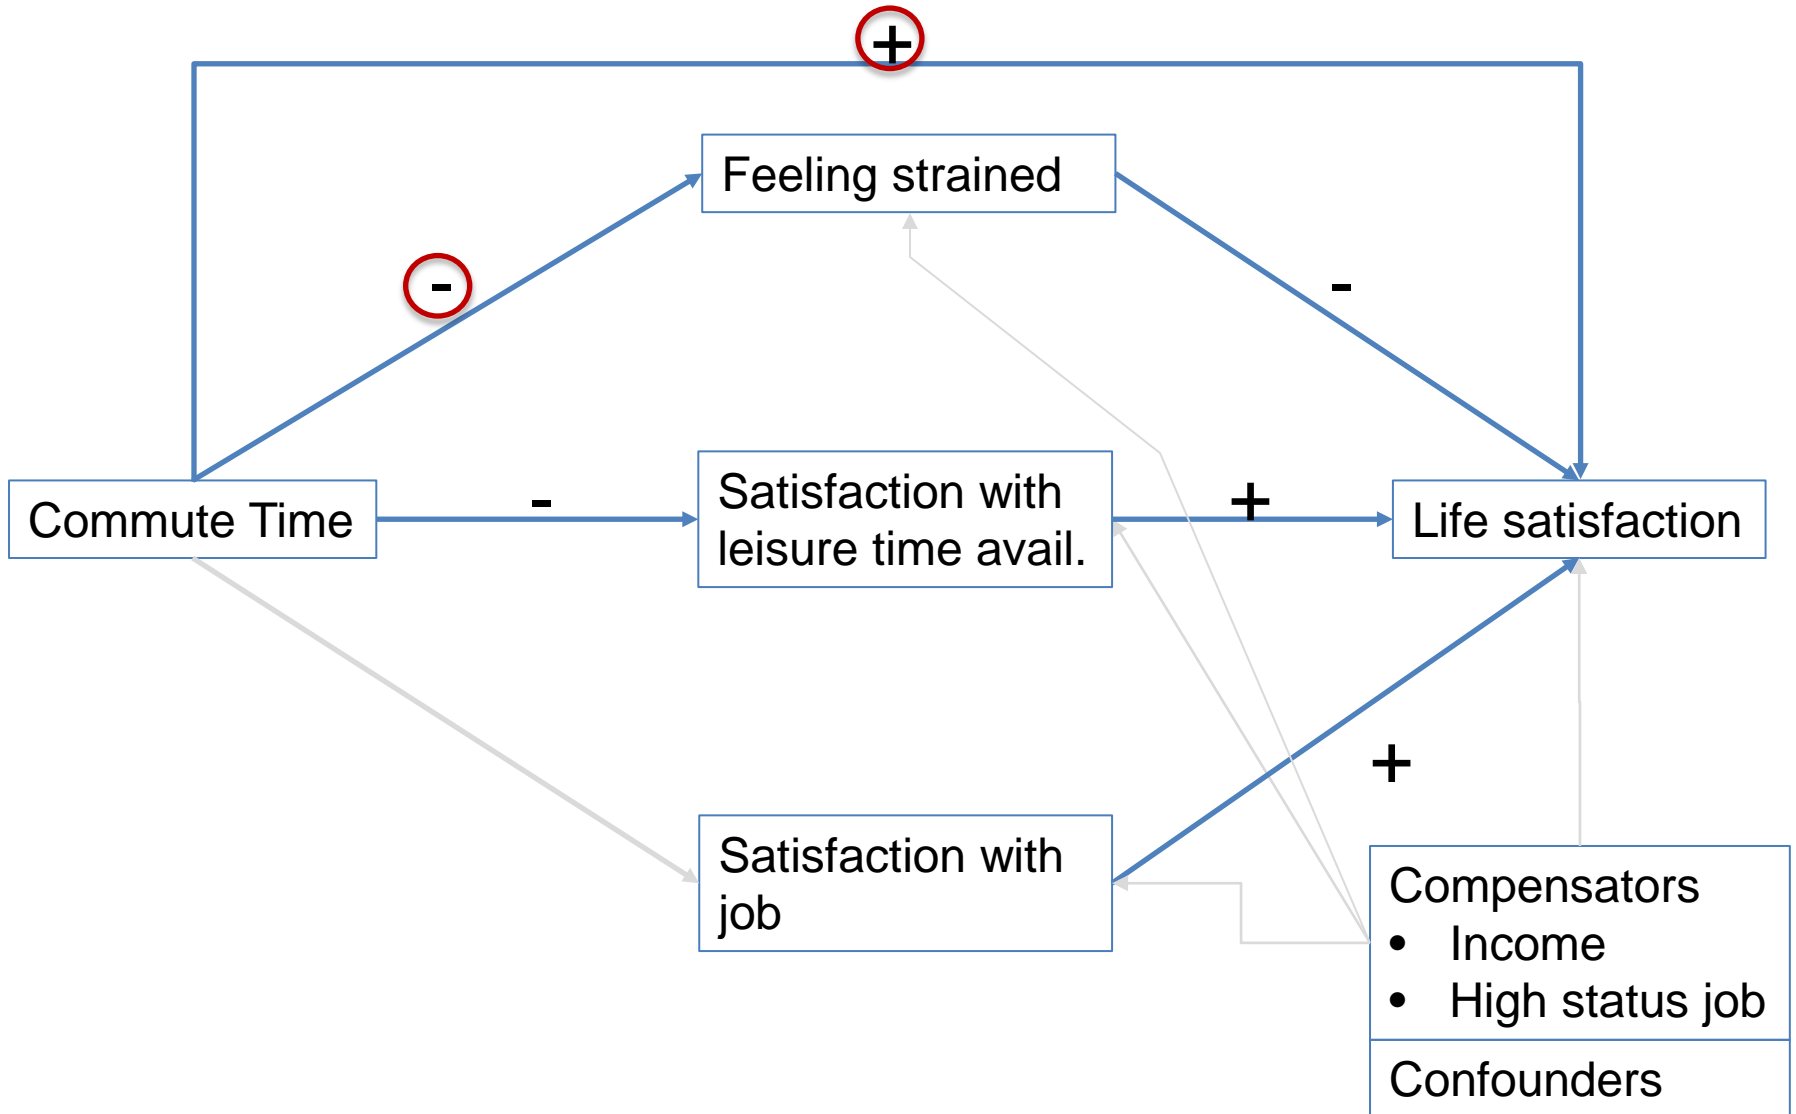 +
Feeling strained
-
-
Commute Time
-
Satisfaction with
leisure time avail.
+
Life satisfaction
+
Satisfaction with
job
Compensators
• Income
• High status job
Confounders